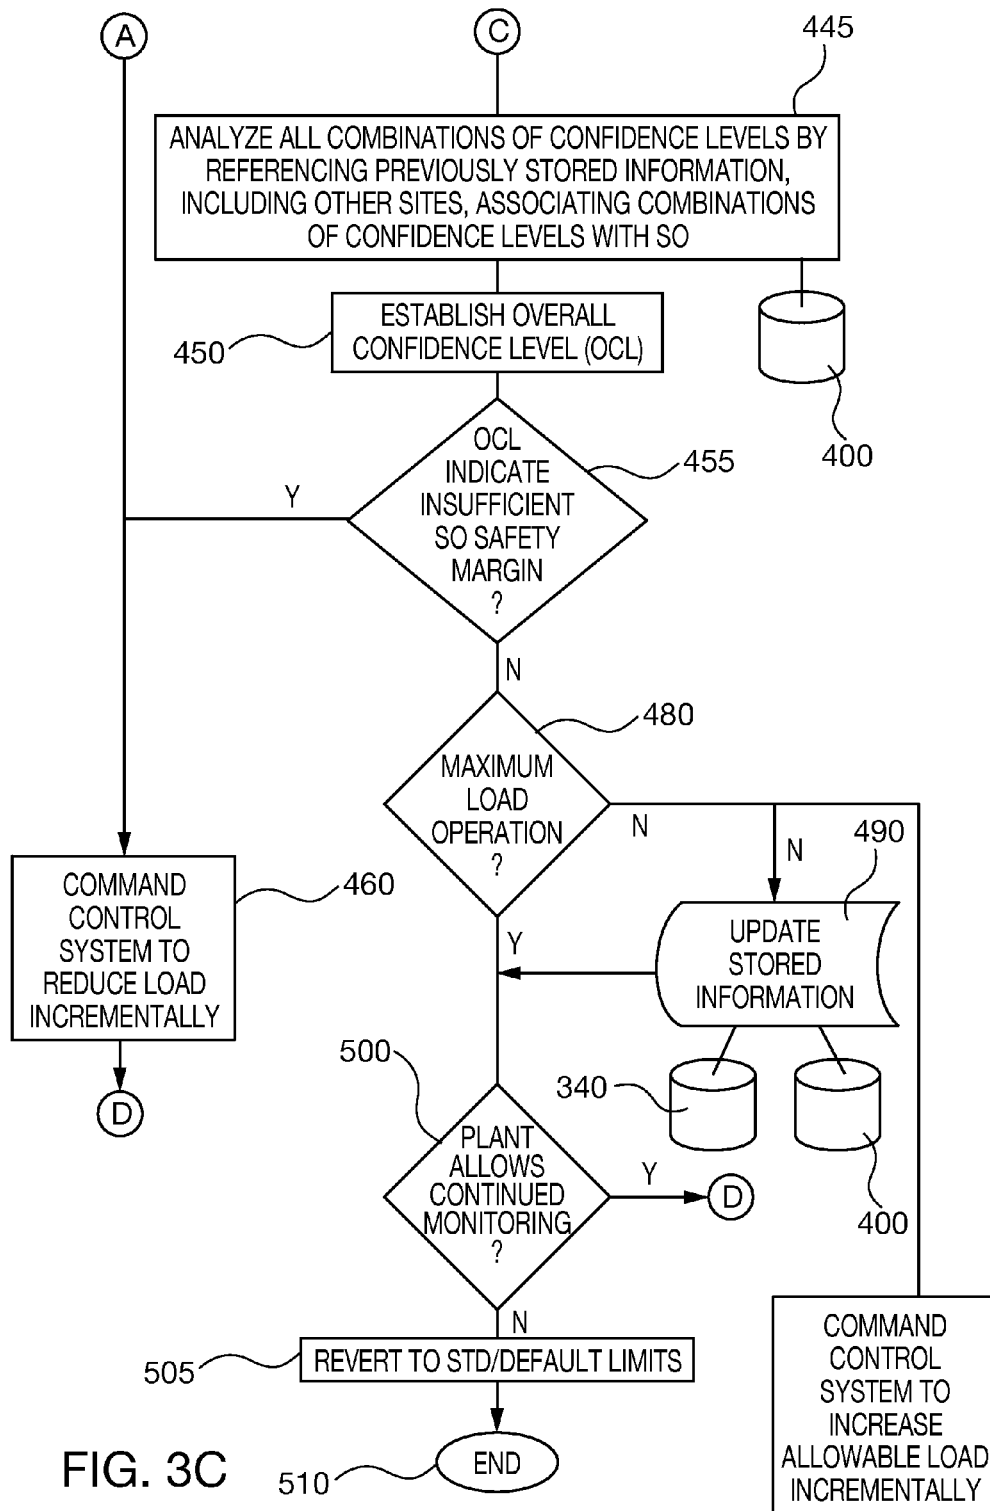 A
C
445
ANALYZE ALL COMBINATIONS OF CONFIDENCE LEVELS BY
REFERENCING PREVIOUSLY STORED INFORMATION,
INCLUDING OTHER SITES, ASSOCIATING COMBINATIONS
OF CONFIDENCE LEVELS WITH SO
450
ESTABLISH OVERALL
CONFIDENCE LEVEL (OCL)
400
OCL
INDICATE
INSUFFICIENT
SO SAFETY
MARGIN
?
455
Y
N
480
MAXIMUM
LOAD
OPERATION
?
N
N
490
COMMAND
CONTROL
SYSTEM TO
REDUCE LOAD
INCREMENTALLY
460
Y
UPDATE
STORED
INFORMATION
D
500
340
400
PLANT
ALLOWS
CONTINUED
MONITORING
?
Y
D
N
505
REVERT TO STD/DEFAULT LIMITS
COMMAND
CONTROL
SYSTEM TO
INCREASE
ALLOWABLE LOAD
INCREMENTALLY
510
END
FIG. 3C